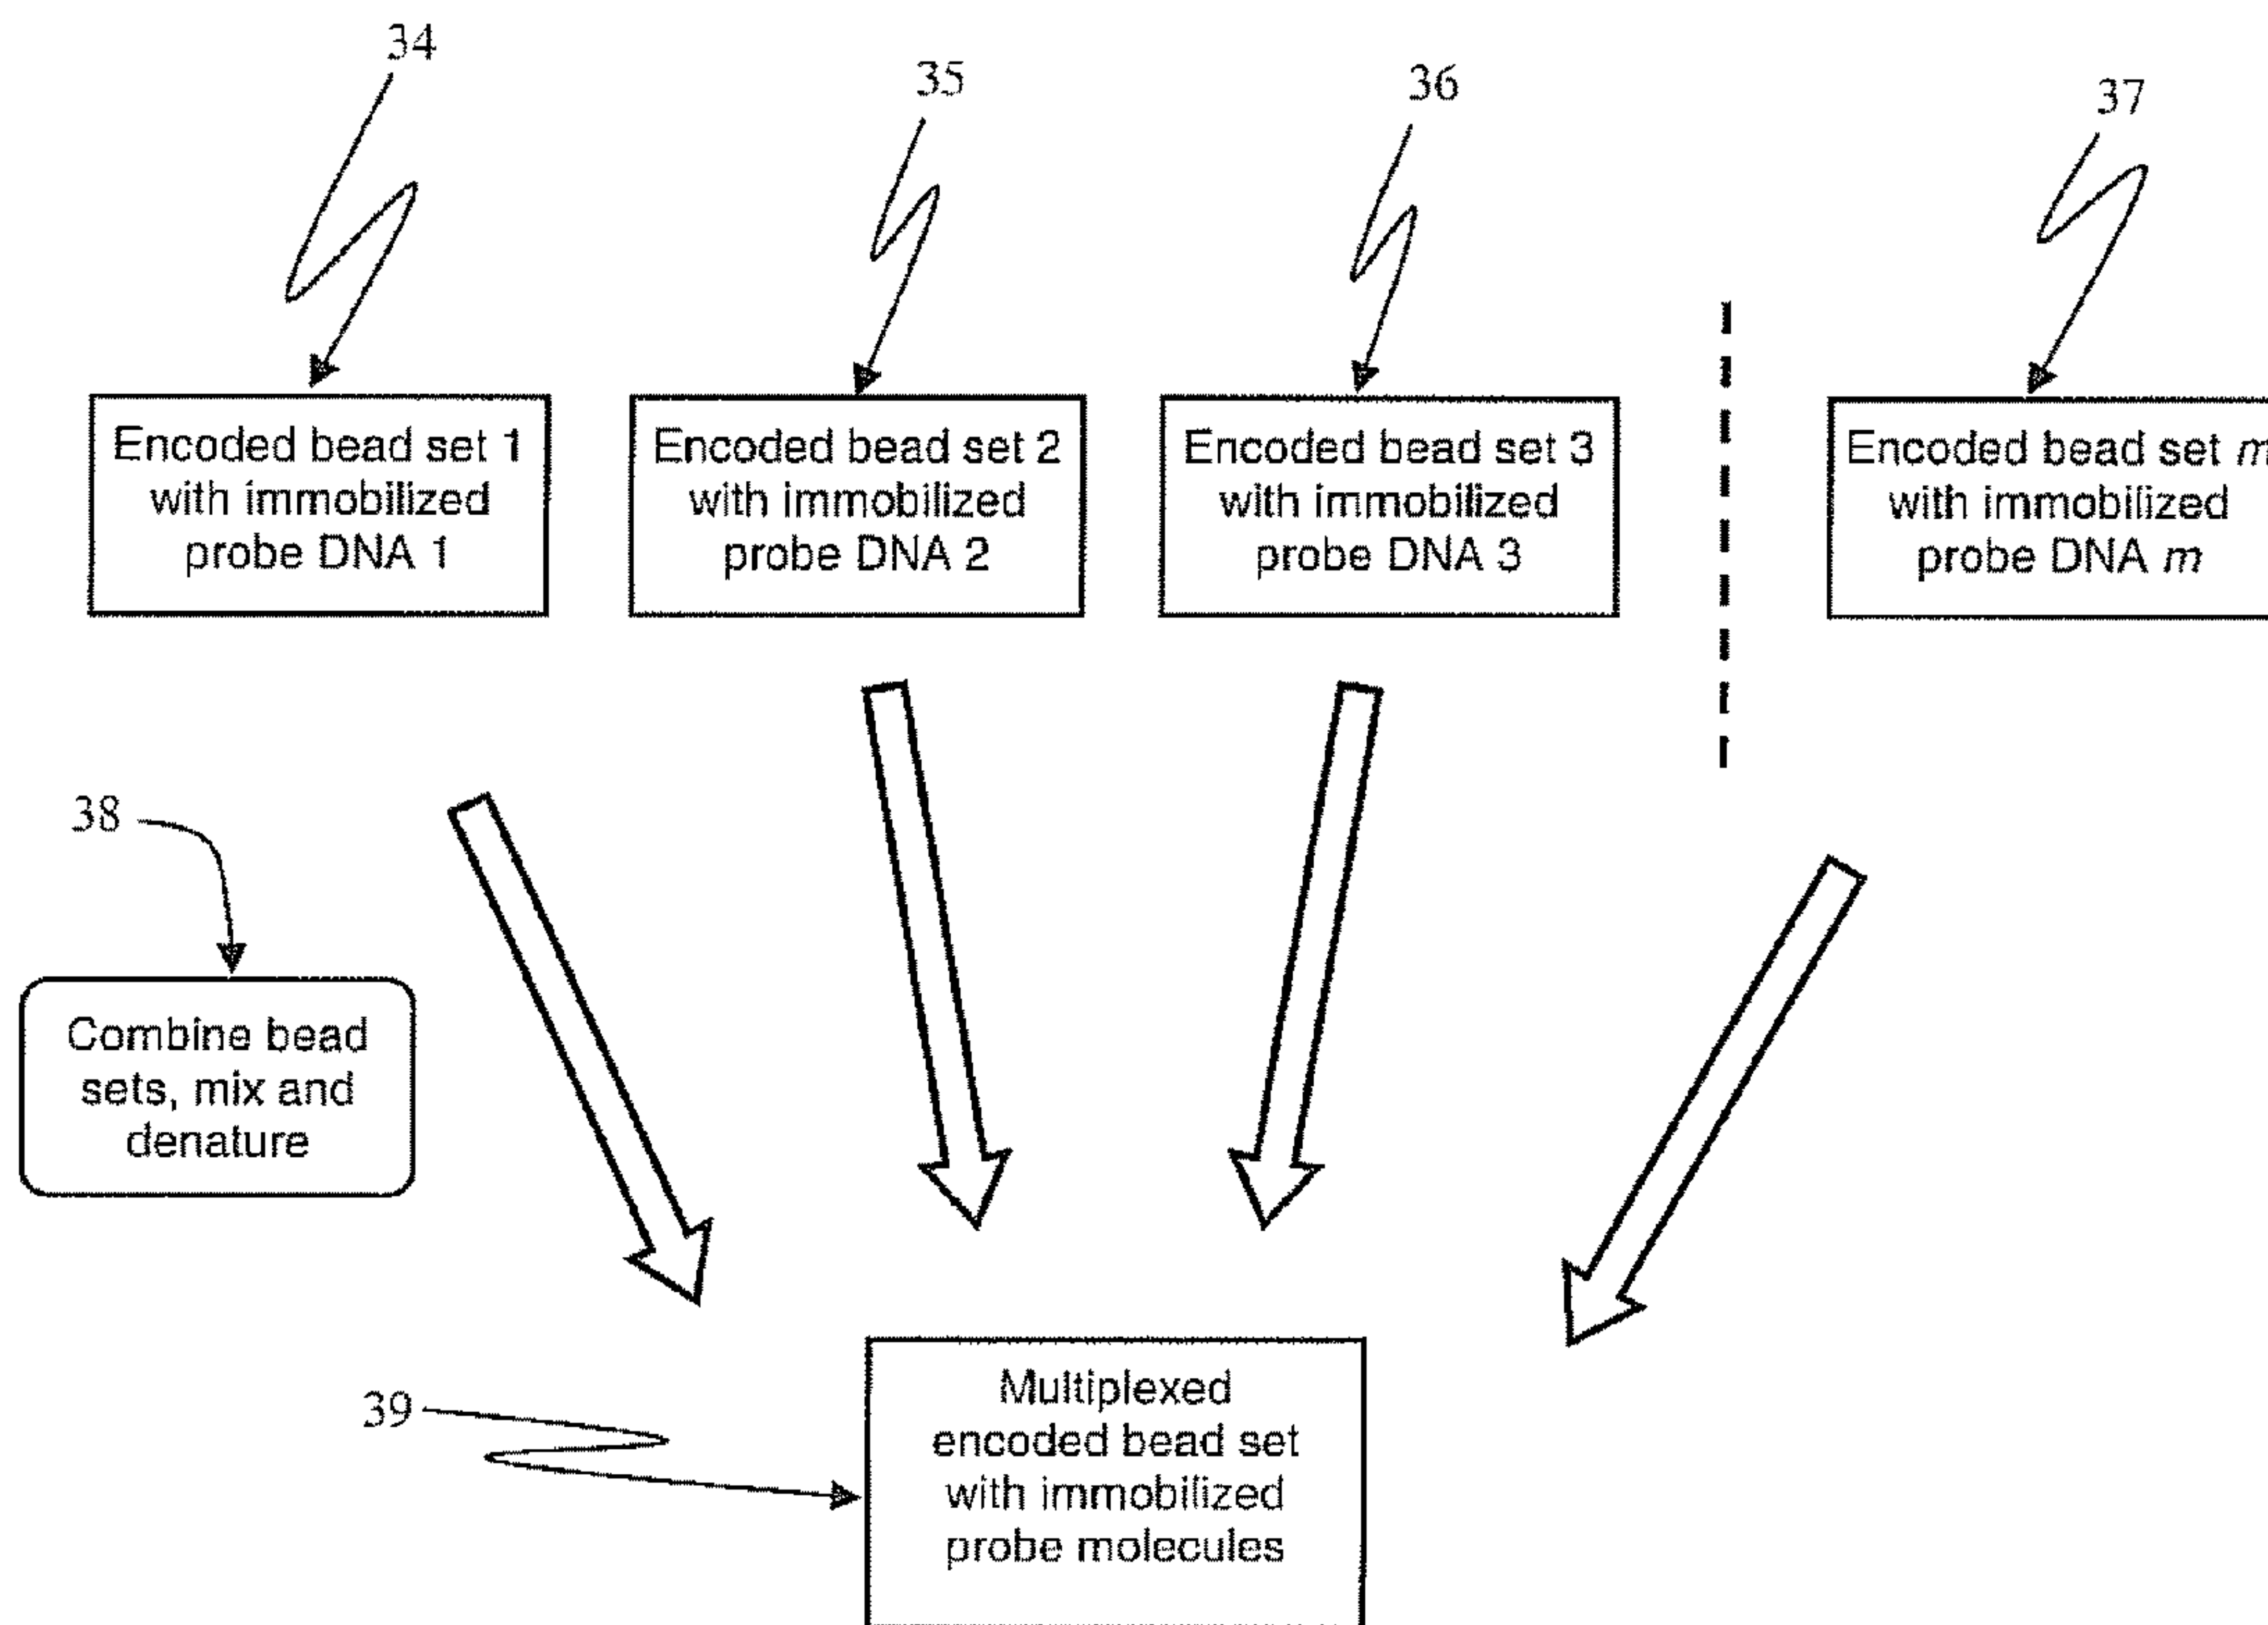 34
35
36
37
Encoded bead set 1
with immobilized
probe DNA 1
Encoded bead set 2
with immobilized
probe DNA 2
Encoded bead set 3
with immobilized
probe DNA 3
Encoded bead set m
with immobilized
probe DNA m
38
Combine bead
sets, mix and
denature
39
Multiplexed
encoded bead set
with immobilized
probe molecules